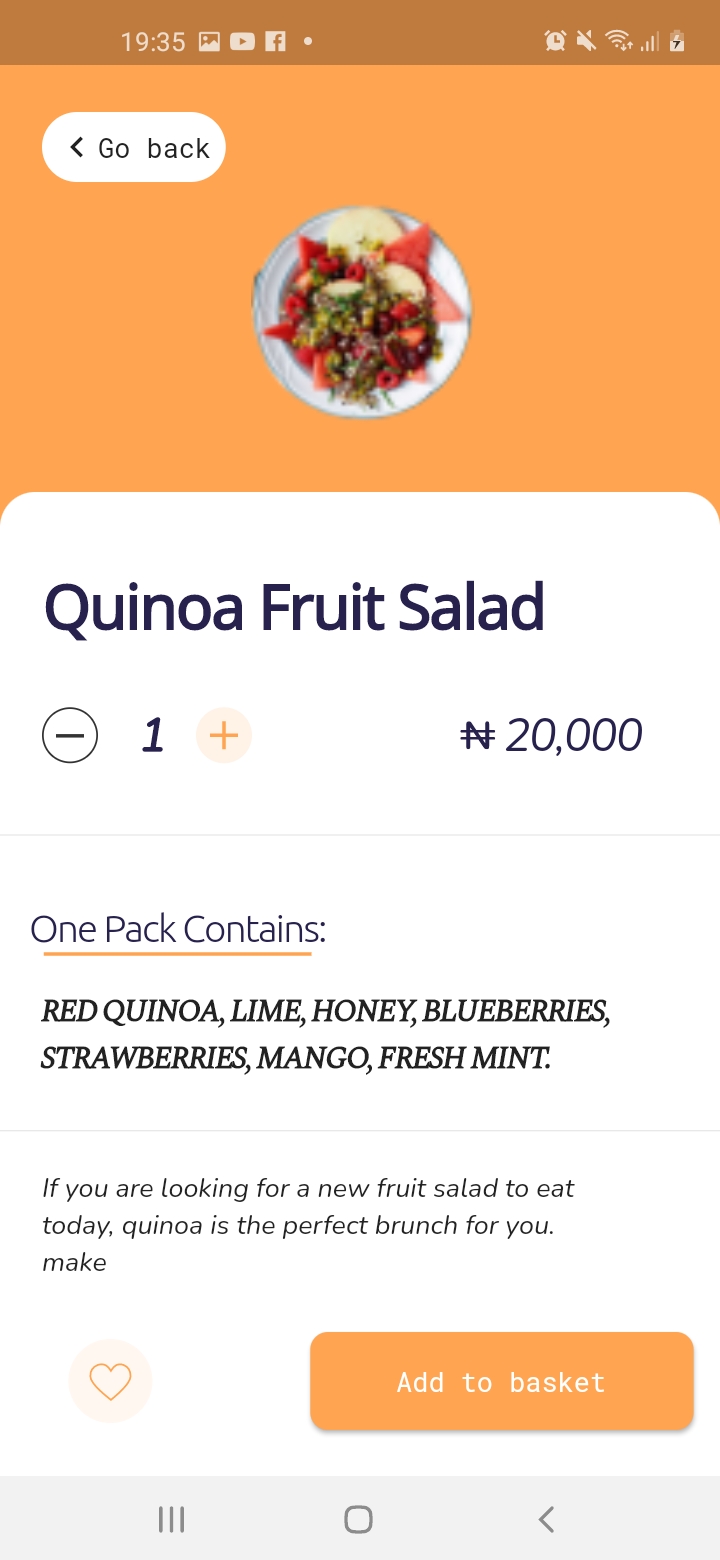 19:35
Go back
Quinoa Fruit Salad
1
₦ 20,000
One Pack Contains:
RED QUINOA, LIME, HONEY, BLUEBERRIES,
STRAWBERRIES, MANGO, FRESH MINT.
If you are looking for a new fruit salad to eat
today, quinoa is the perfect brunch for you.
make
Add to basket